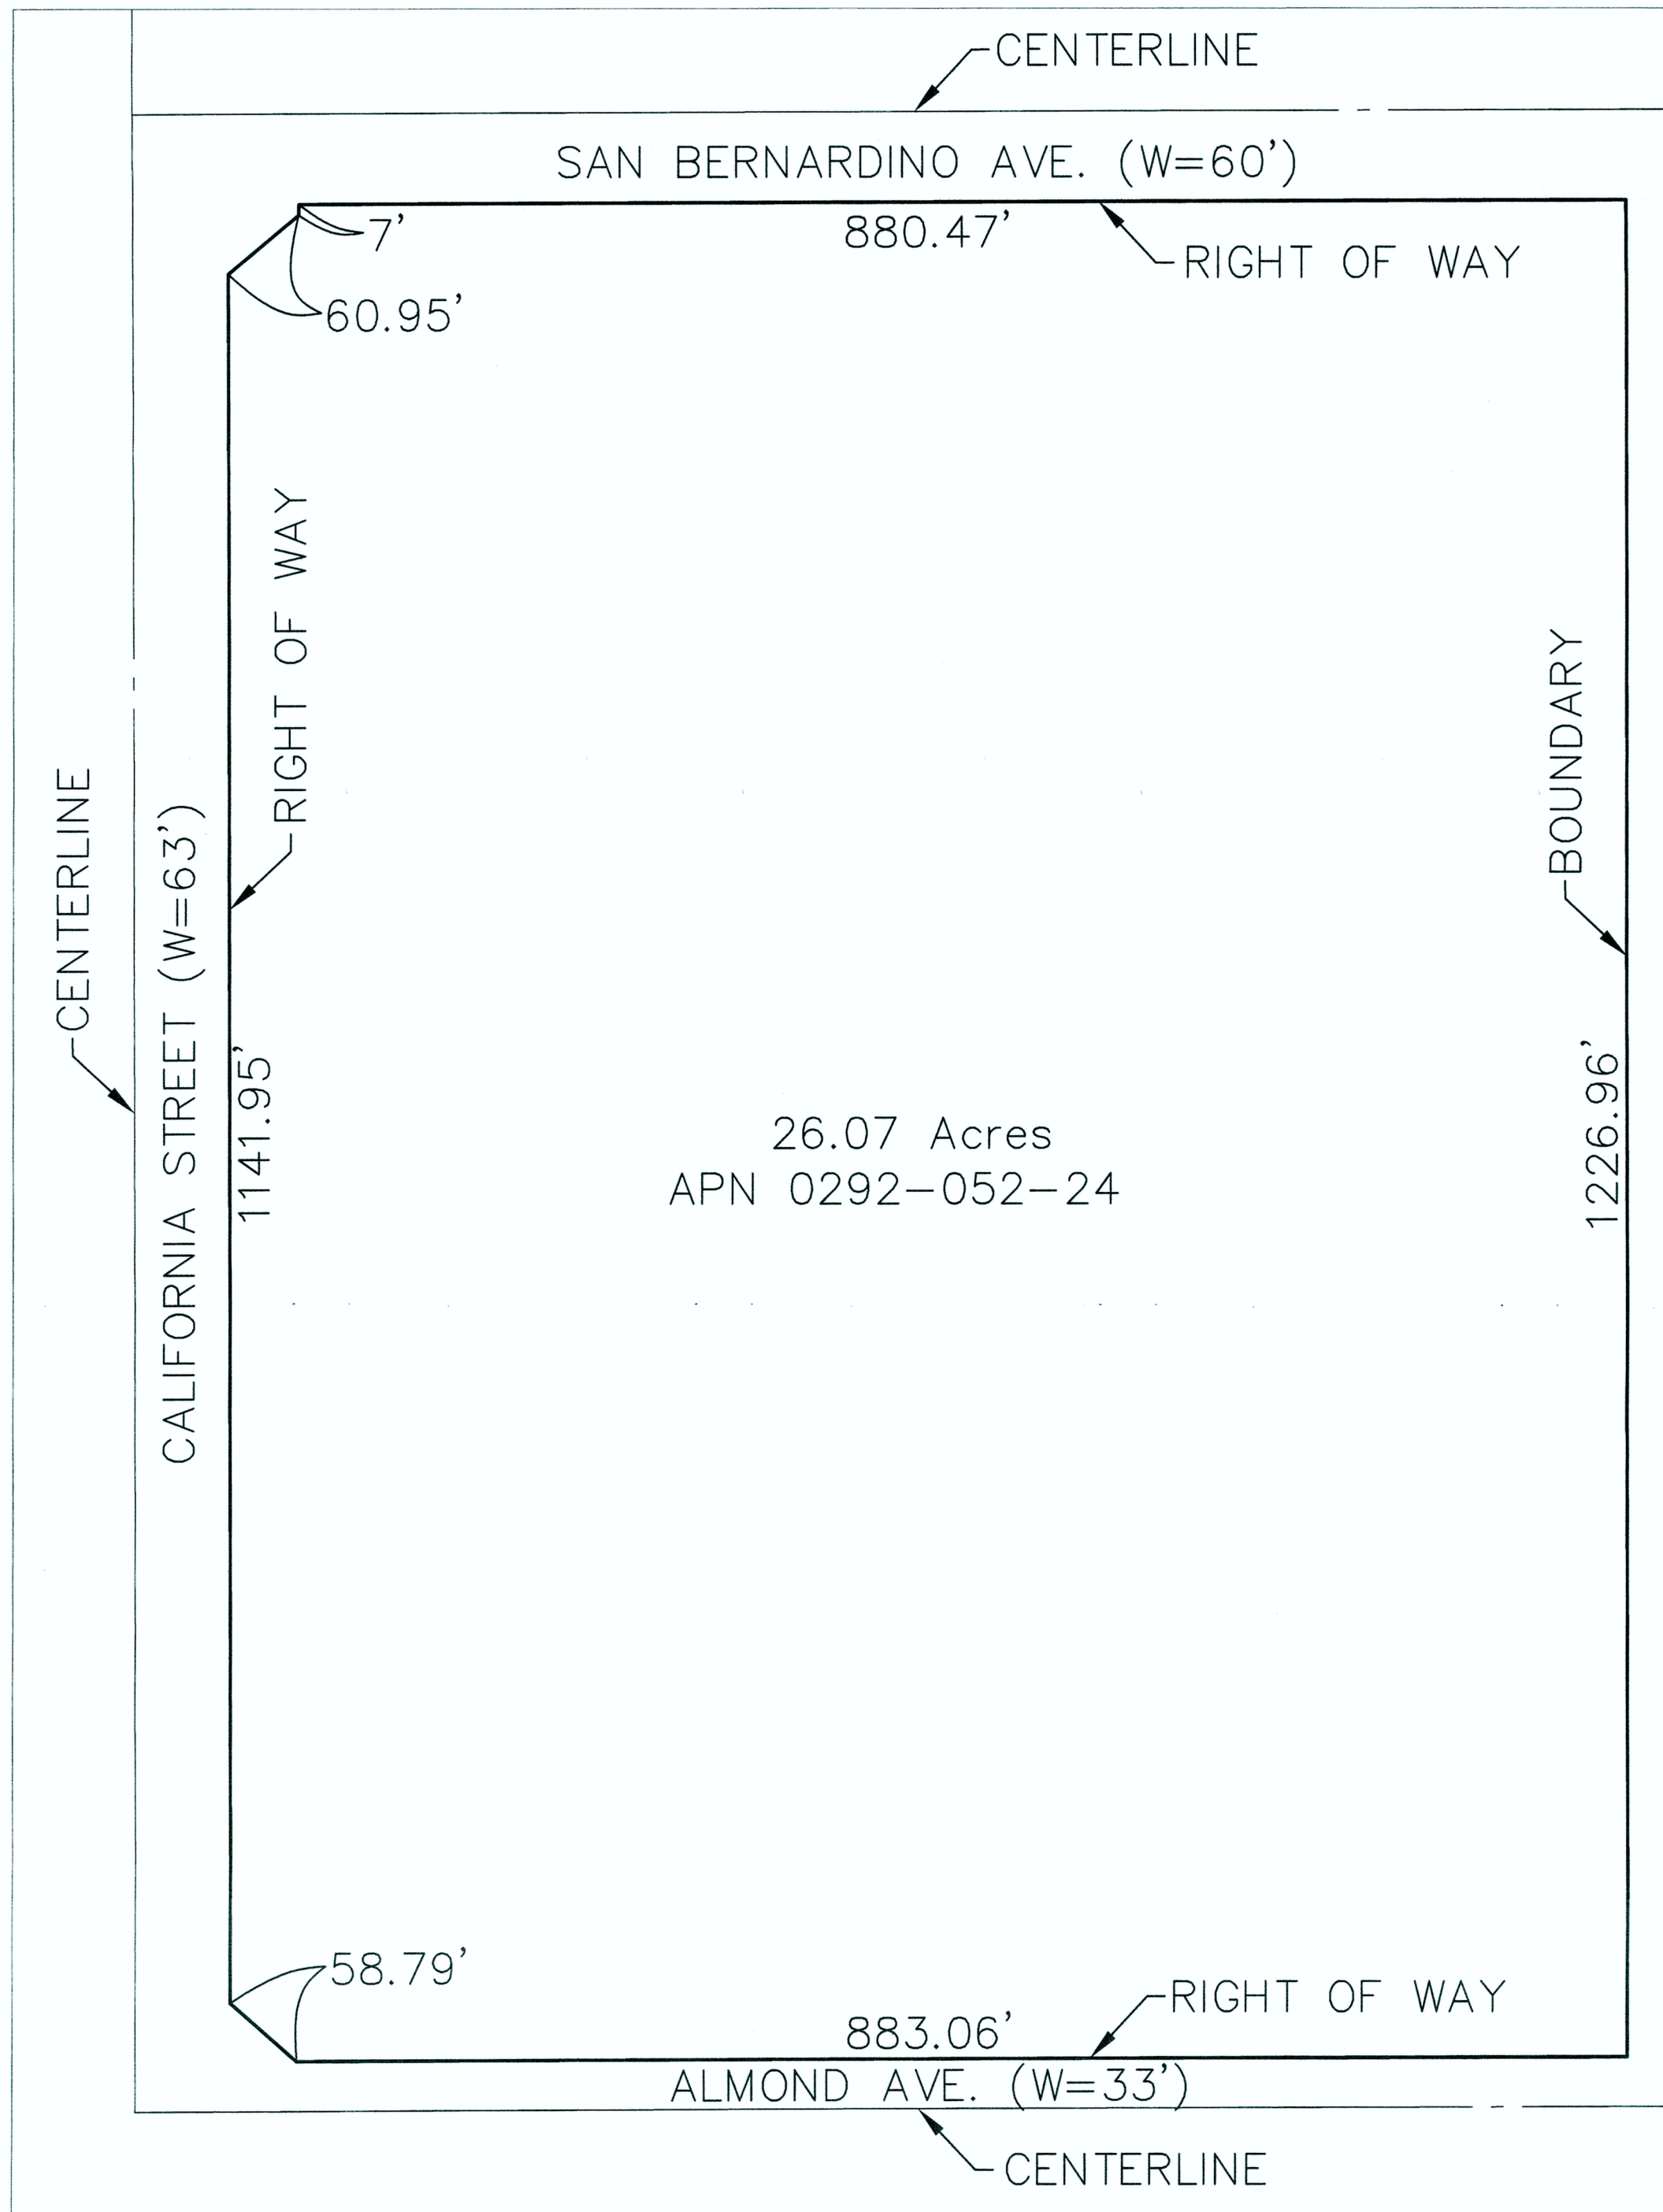 CENTERLINE
SAN BERNARDINO AVE. (W=60')
7'
880.47'
RIGHT OF WAY
60.95'
RIGHT OF WAY
BOUNDARY
CENTERLINE
CALIFORNIA STREET (W=63')
1141.95'
1226.96'
26.07 Acres
APN 0292-052-24
58.79'
RIGHT OF WAY
883.06'
ALMOND AVE. (W=33')
CENTERLINE